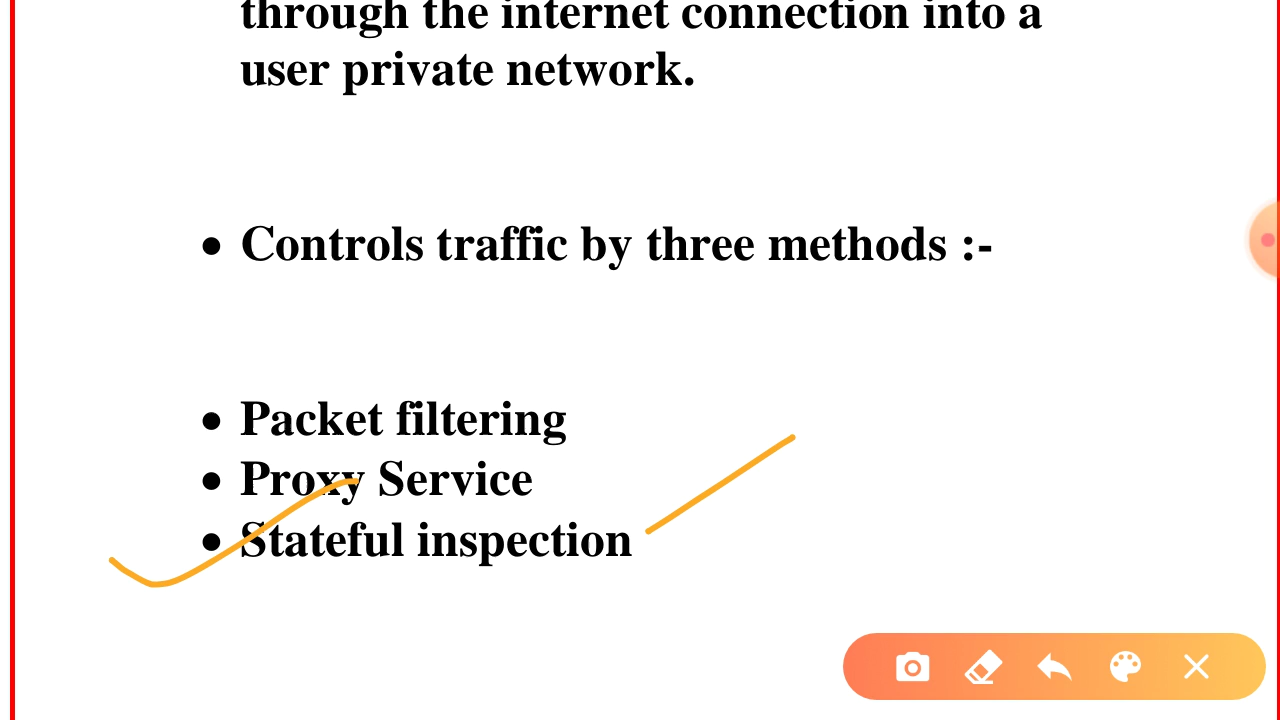 through the internet connection into a
user private network.
• Controls traffic by three methods :-
• Packet filtering
• Proxy Service
• Stateful inspection